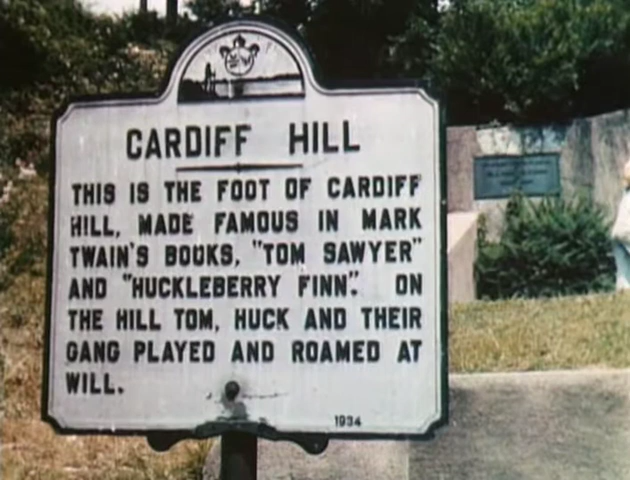 CARDIFF HILL
THIS IS THE FOOT OF CARDIFF
HILL, MADE FAMOUS IN MARK
TWAIN'S BOOKS, "TOM SAWYER"
AND "HUCKLEBERRY FINN". ON
THE HILL TOM, HUCK AND THEIR
GANG PLAYED AND ROAMED AT
WILL.
1934